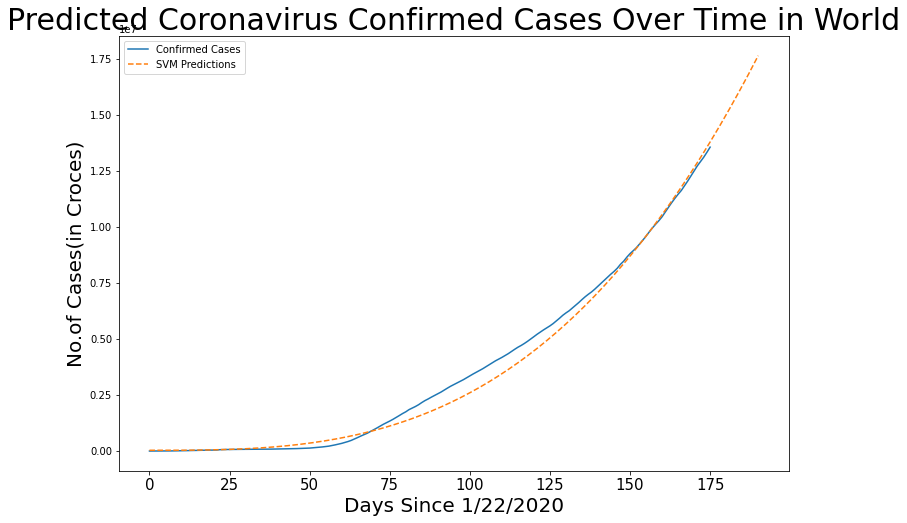 Predicted Coronavirus Confirmed Cases Over Time in World
1e7
Confirmed Cases
SVM Predictions
1.75
1.50
1.25
1.00
0.75
0.50
0.25
0.00
No.of Cases(in Croces)
0 25 50 75 100 125 150 175
Days Since 1/22/2020